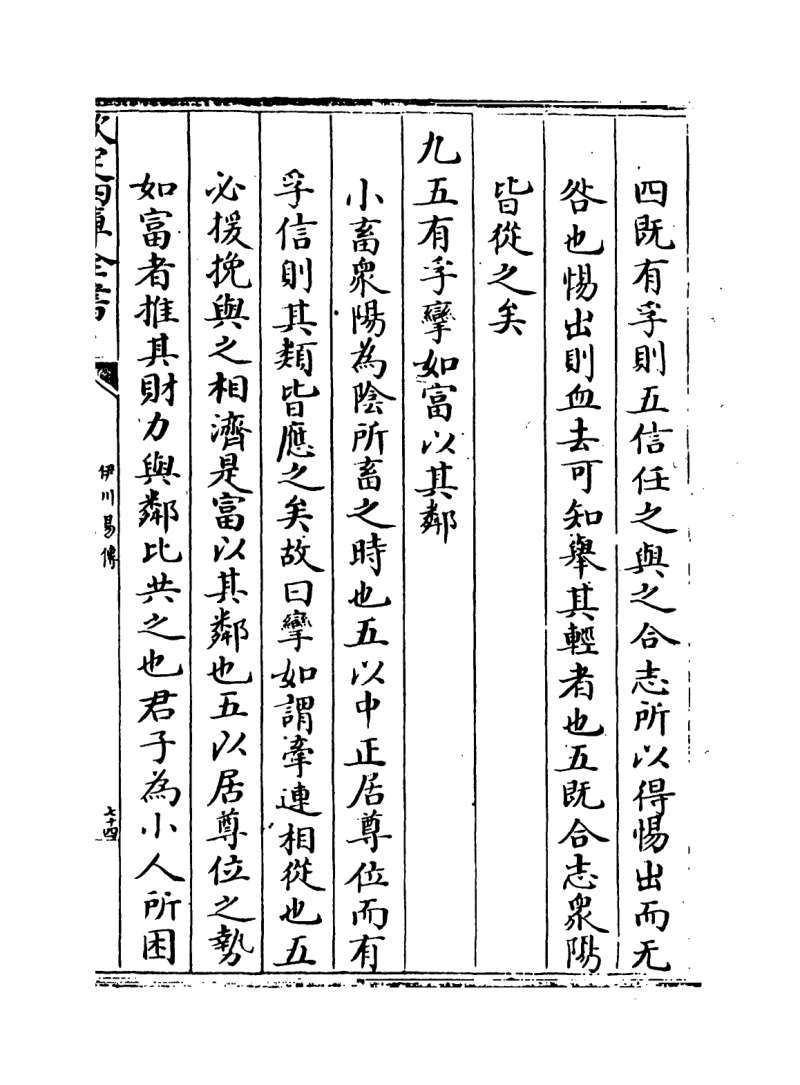 四既有孚則五信任之與之合志所以得惕出而无
咎也惕出則血去可知舉其輕者也五既合志衆陽
皆從之矣
九五有孚攣如富以其鄰
小畜衆陽為陰所畜之時也五以中正居尊位而有
孚信則其類皆應之矣故曰攣如謂牽連相從也五
必援挽與之相濟是富以其鄰也五以居尊位之勢
如富者推其財力與鄰比共之也君子為小人所困
欽定四庫全書
伊川易傳
七十四